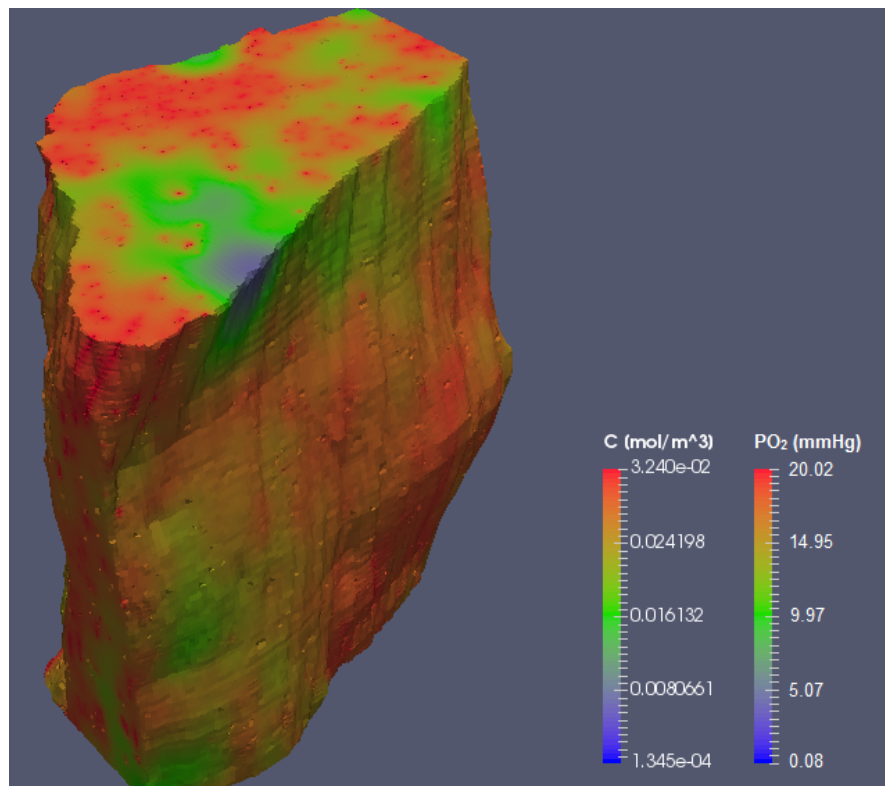 C (mol/m^3) PO₂ (mmHg)
3.240e-02 20.02
0.024198 14.95
0.016132 9.97
0.0080661 5.07
1.345e-04 0.08